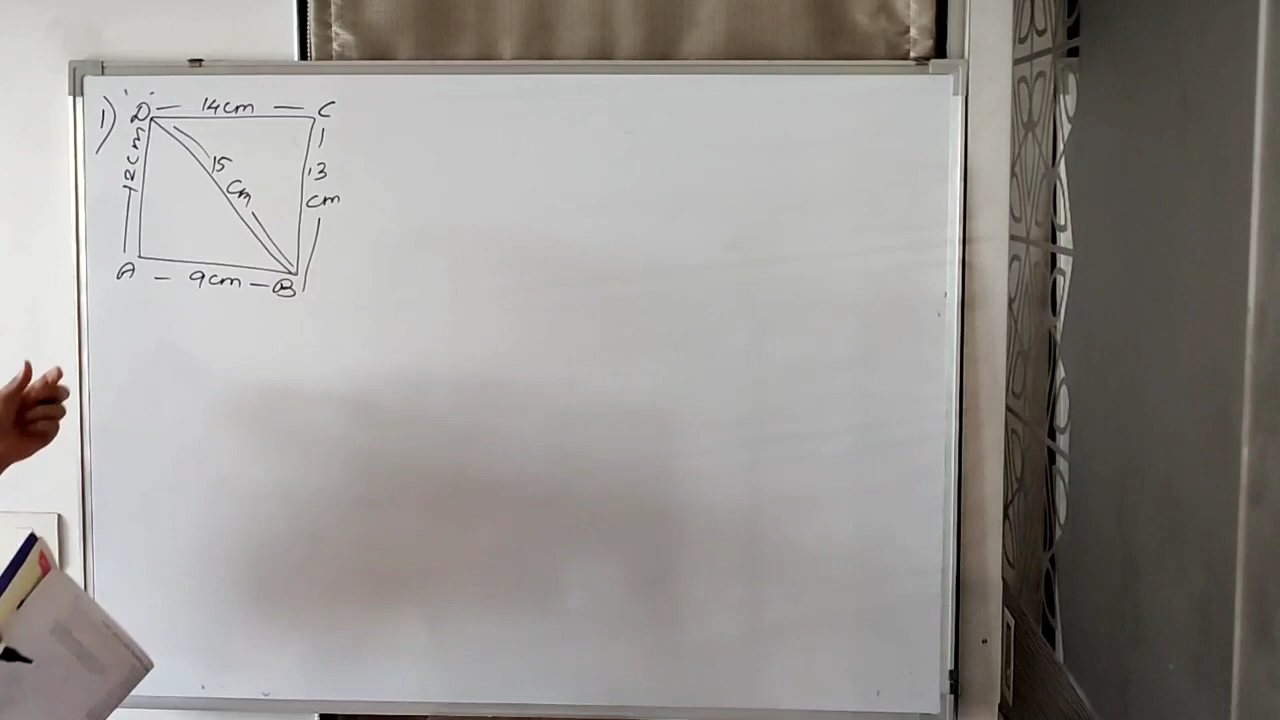 1)
D — 14cm — C
12cm
15 cm
13 cm
A — 9cm — B